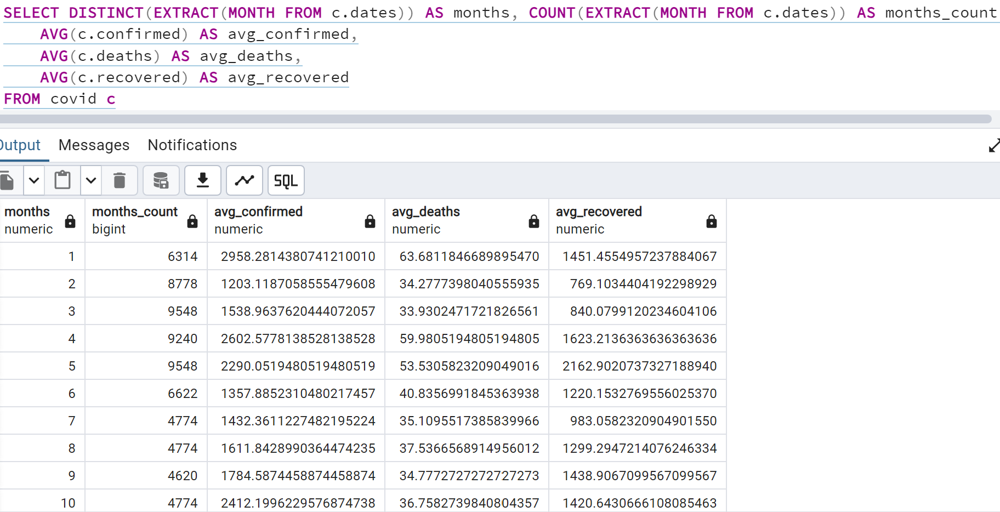 SELECT DISTINCT(EXTRACT(MONTH FROM c.dates)) AS months, COUNT(EXTRACT(MONTH FROM c.dates)) AS months_count
AVG(c.confirmed) AS avg_confirmed,
AVG(c.deaths) AS avg_deaths,
AVG(c.recovered) AS avg_recovered
FROM covid c
Output Messages Notifications
SQL
months months_count avg_confirmed avg_deaths avg_recovered
numeric bigint numeric numeric numeric
1 6314 2958.2814380741210010 63.6811846689895470 1451.4554957237884067
2 8778 1203.1187058555479608 34.2777398040555935 769.1034404192298929
3 9548 1538.9637620444072057 33.9302471721826561 840.0799120234604106
4 9240 2602.5778138528138528 59.9805194805194805 1623.2136363636363636
5 9548 2290.0519480519480519 53.5305823209049016 2162.9020737327188940
6 6622 1357.8852310480217457 40.8356991845363938 1220.1532769556025370
7 4774 1432.3611227482195224 35.1095517385839966 983.0582320904901550
8 4774 1611.8428990364474235 37.5366568914956012 1299.2947214076246334
9 4620 1784.5874458874458874 34.7772727272727273 1438.9067099567099567
10 4774 2412.1996229576874738 36.7582739840804357 1420.6430666108085463